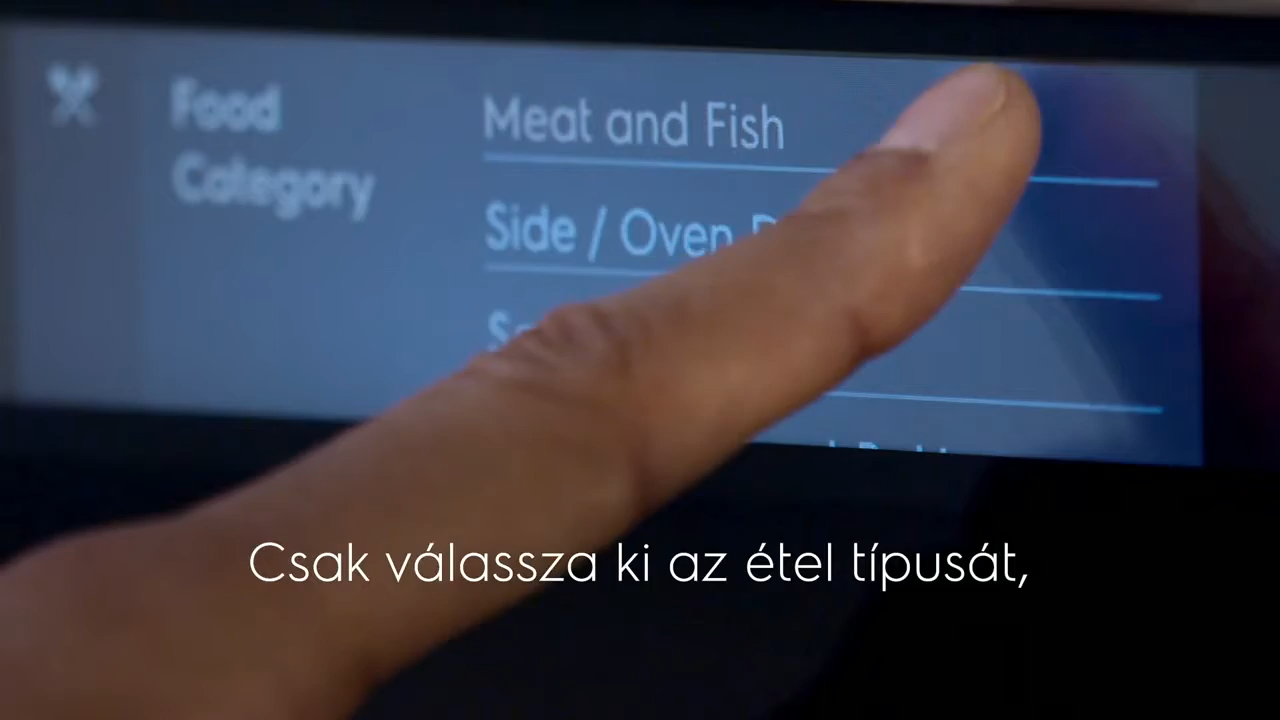 Food
Category
Meat and Fish
Side / Oven
Csak válassza ki az étel típusát,